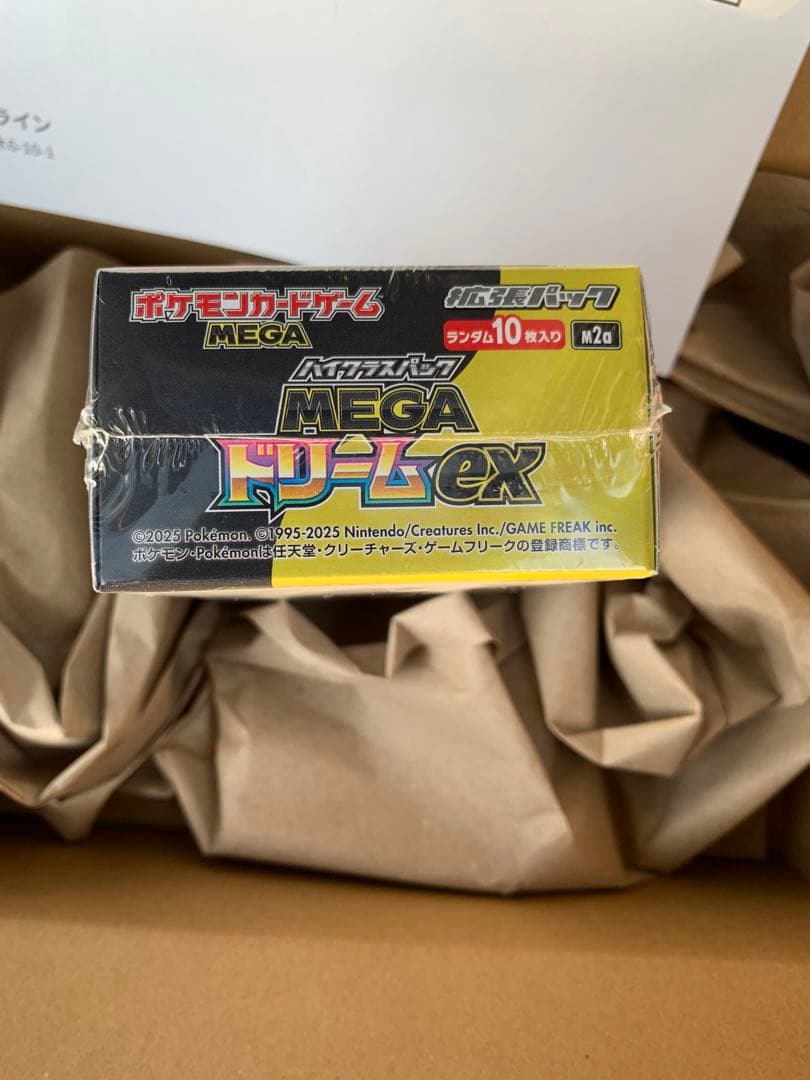 ライン
6-10-1
ポケモンカードゲーム
MEGA
拡張パック
ランダム10枚入り
M2a
ハイクラスパック
MEGA
ドリームex
©2025 Pokémon. ©1995-2025 Nintendo/Creatures Inc./GAME FREAK inc.
ポケモン・Pokémonは任天堂・クリーチャーズ・ゲームフリークの登録商標です。